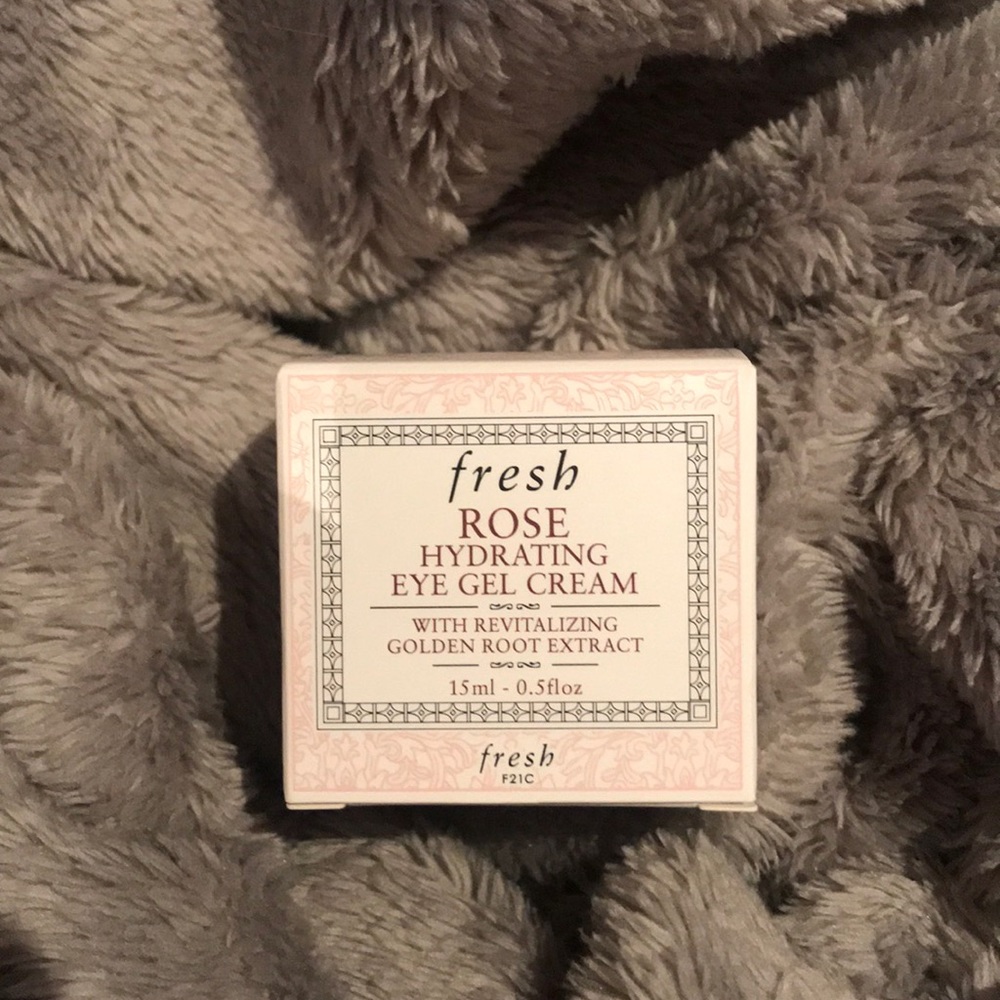 fresh
ROSE
HYDRATING
EYE GEL CREAM
WITH REVITALIZING
GOLDEN ROOT EXTRACT
15ml - 0.5floz
fresh
F21C